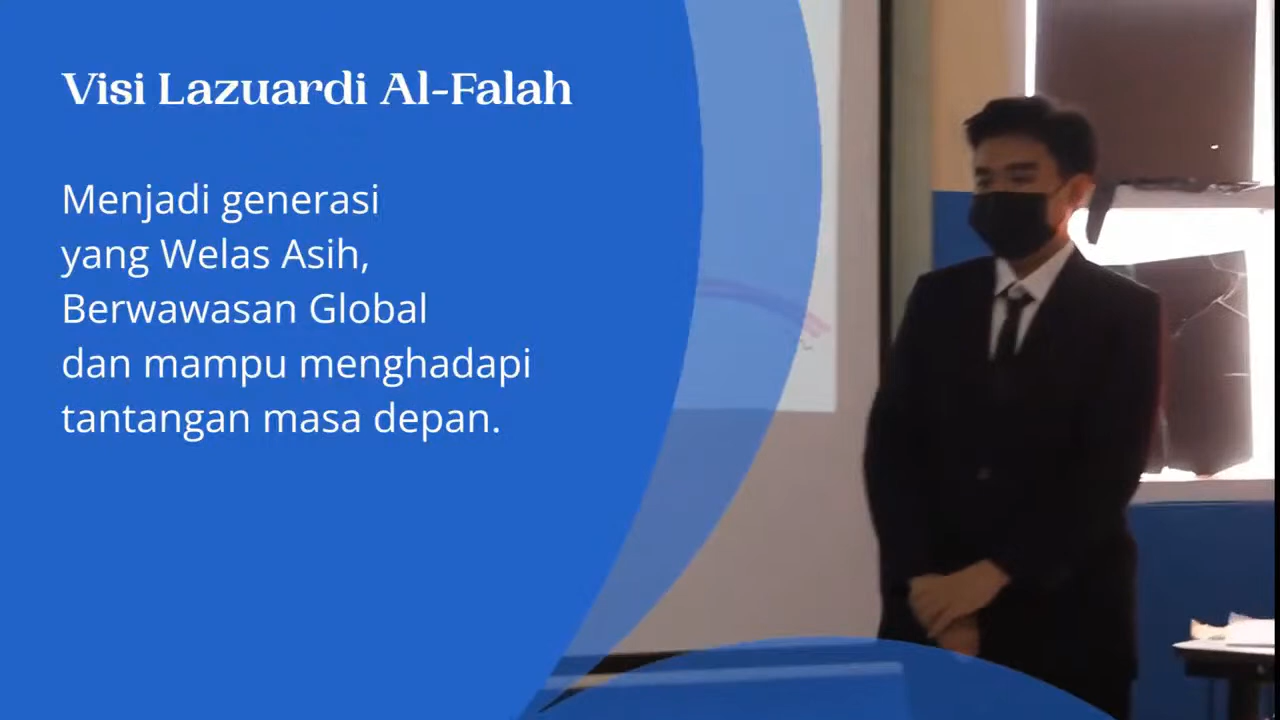 Visi Lazuardi Al-Falah
Menjadi generasi
yang Welas Asih,
Berwawasan Global
dan mampu menghadapi
tantangan masa depan.